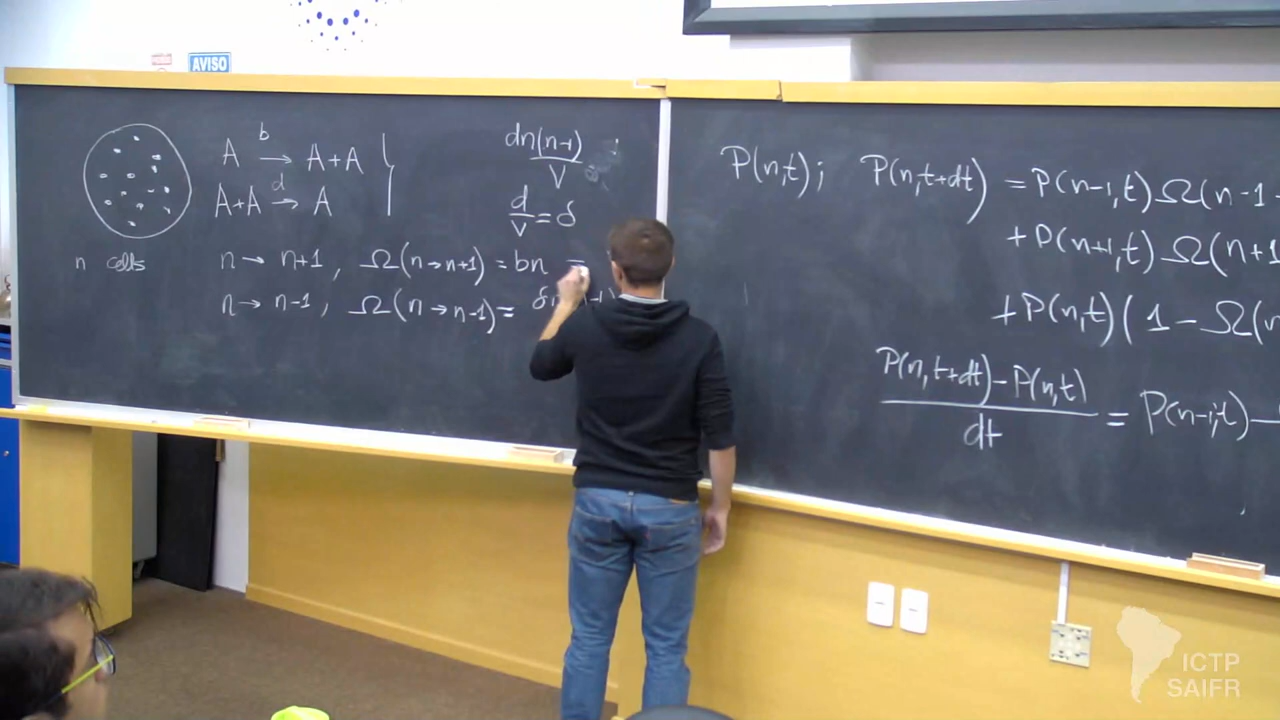 AVISO
A →b A+A
A+A →d A
n cells
n → n+1, Ω(n→n+1) = bn =
n → n-1, Ω(n→n-1) =
dn(n-1)/V
d/V = δ
P(n,t); P(n,t+dt) = P(n-1,t)Ω(n-1-
+P(n+1,t)Ω(n+1
+P(n,t)(1-Ω(n
(P(n,t+dt)-P(n,t))/dt = P(n-1,t)-
ICTP
SAIFR